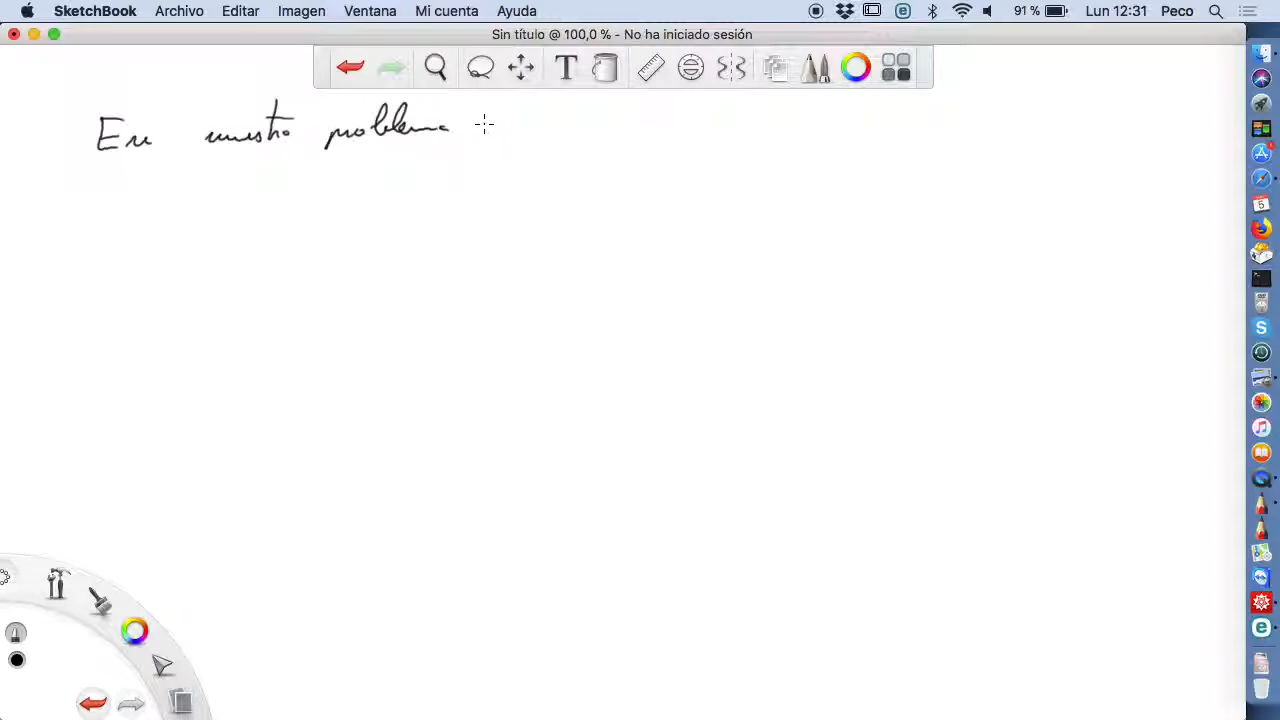 SketchBook Archivo Editar Imagen Ventana Mi cuenta Ayuda 91 % Lun 12:31 Peco
Sin título @ 100,0 % - No ha iniciado sesión
En nuestro problema